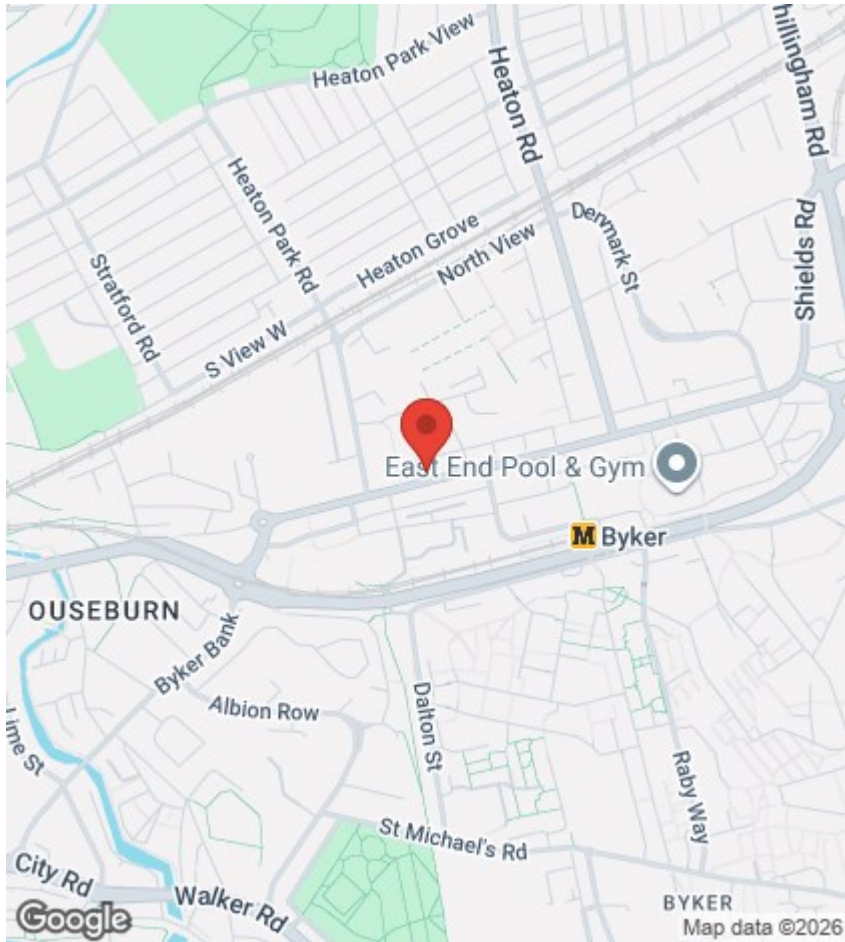 Heaton Park View
Heaton Rd
hillingham Rd
Heaton Park Rd
Heaton Grove
North View
Denmark St
Shields Rd
Stratford Rd
S View W
East End Pool & Gym
M Byker
OUSEBURN
Byker Bank
Albion Row
Dalton St
Lime St
Raby Way
St Michael's Rd
City Rd
Walker Rd
BYKER
Google
Map data ©2026